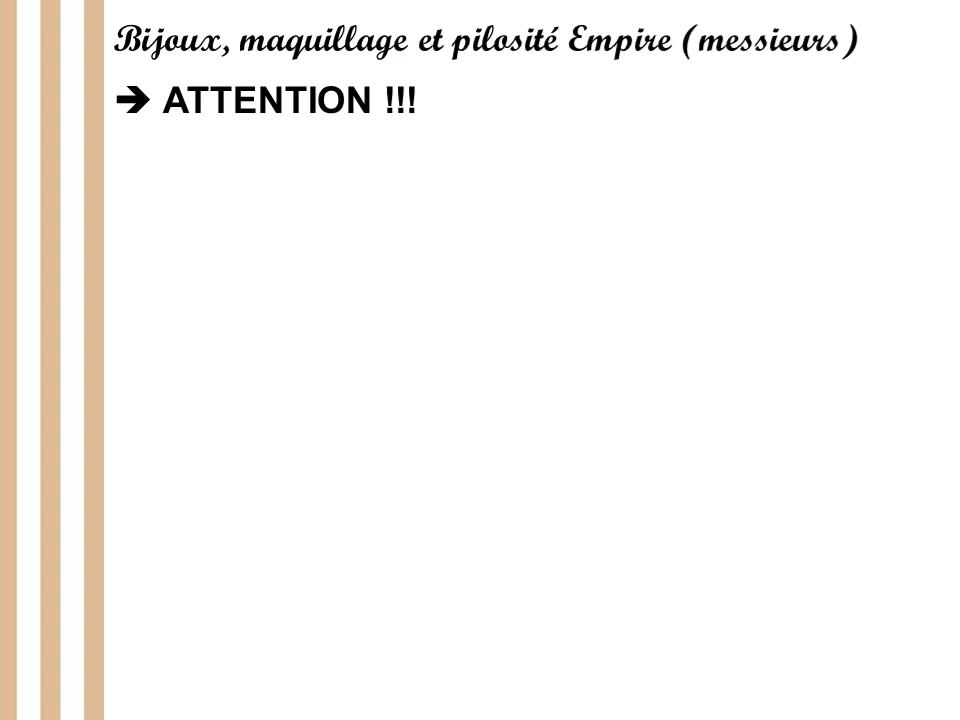 Bijoux, maquillage et pilosité Empire (messieurs)
➔ ATTENTION !!!